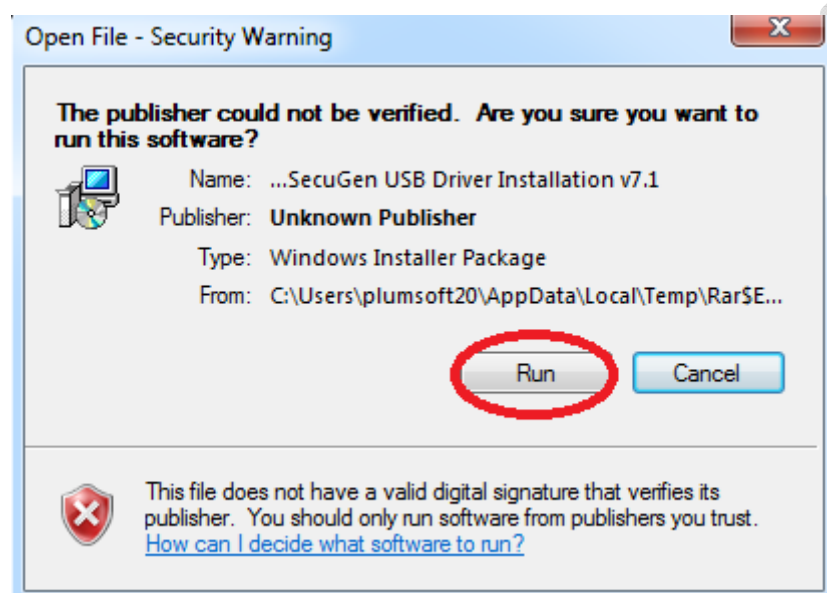 Open File - Security Warning
The publisher could not be verified. Are you sure you want to
run this software?
Name: ...SecuGen USB Driver Installation v7.1
Publisher: Unknown Publisher
Type: Windows Installer Package
From: C:\Users\plumsoft20\AppData\Local\Temp\Rar$E...
Run Cancel
This file does not have a valid digital signature that verifies its
publisher. You should only run software from publishers you trust.
How can I decide what software to run?